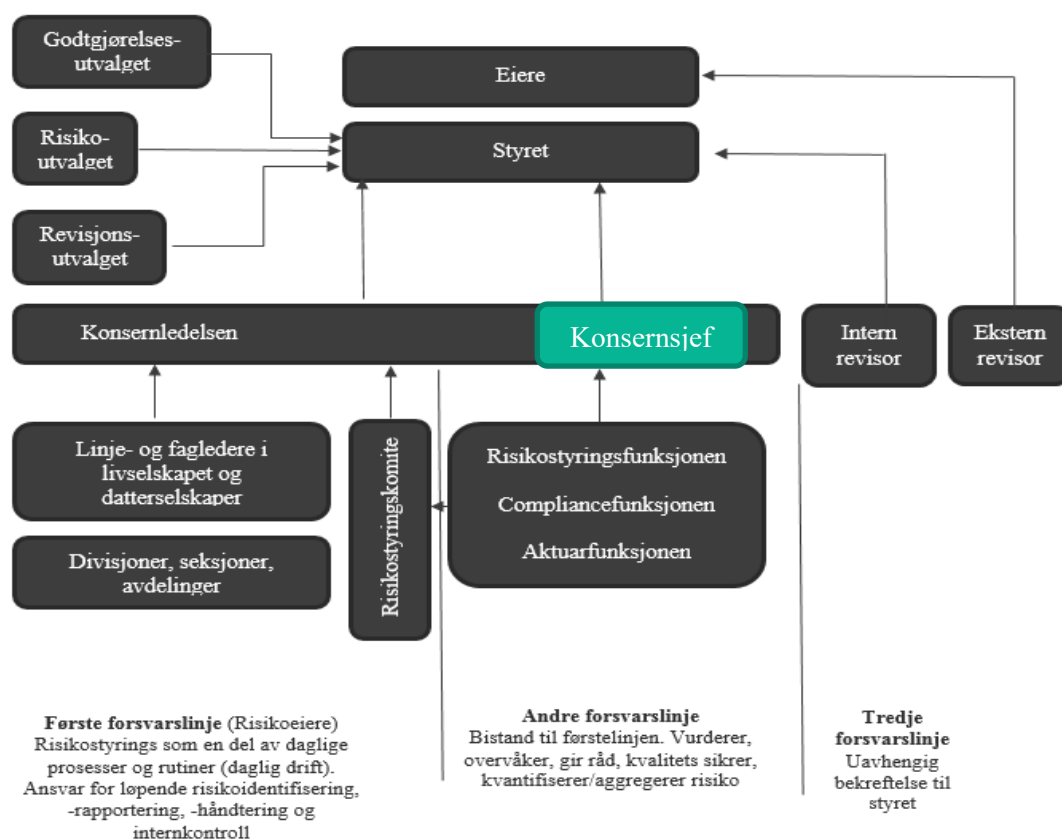 Godtgjørelses-
utvalget
Eiere
Risiko-
utvalget
Styret
Revisjons-
utvalget
Konsernledelsen
Konsernsjef
Intern
revisor
Ekstern
revisor
Linje- og fagledere i
livselskapet og
datterselskaper
Divisjoner, seksjoner,
avdelinger
Risikostyringskomite
Risikostyringsfunksjonen
Compliancefunksjonen
Aktuarfunksjonen
Første forsvarslinje (Risikoeiere)
Risikostyrings som en del av daglige
prosesser og rutiner (daglig drift).
Ansvar for løpende risikoidentifisering,
-rapportering, -håndtering og
internkontroll
Andre forsvarslinje
Bistand til førstelinjen. Vurderer,
overvåker, gir råd, kvalitets sikrer,
kvantifiserer/aggregerer risiko
Tredje
forsvarslinje
Uavhengig
bekreftelse til
styret